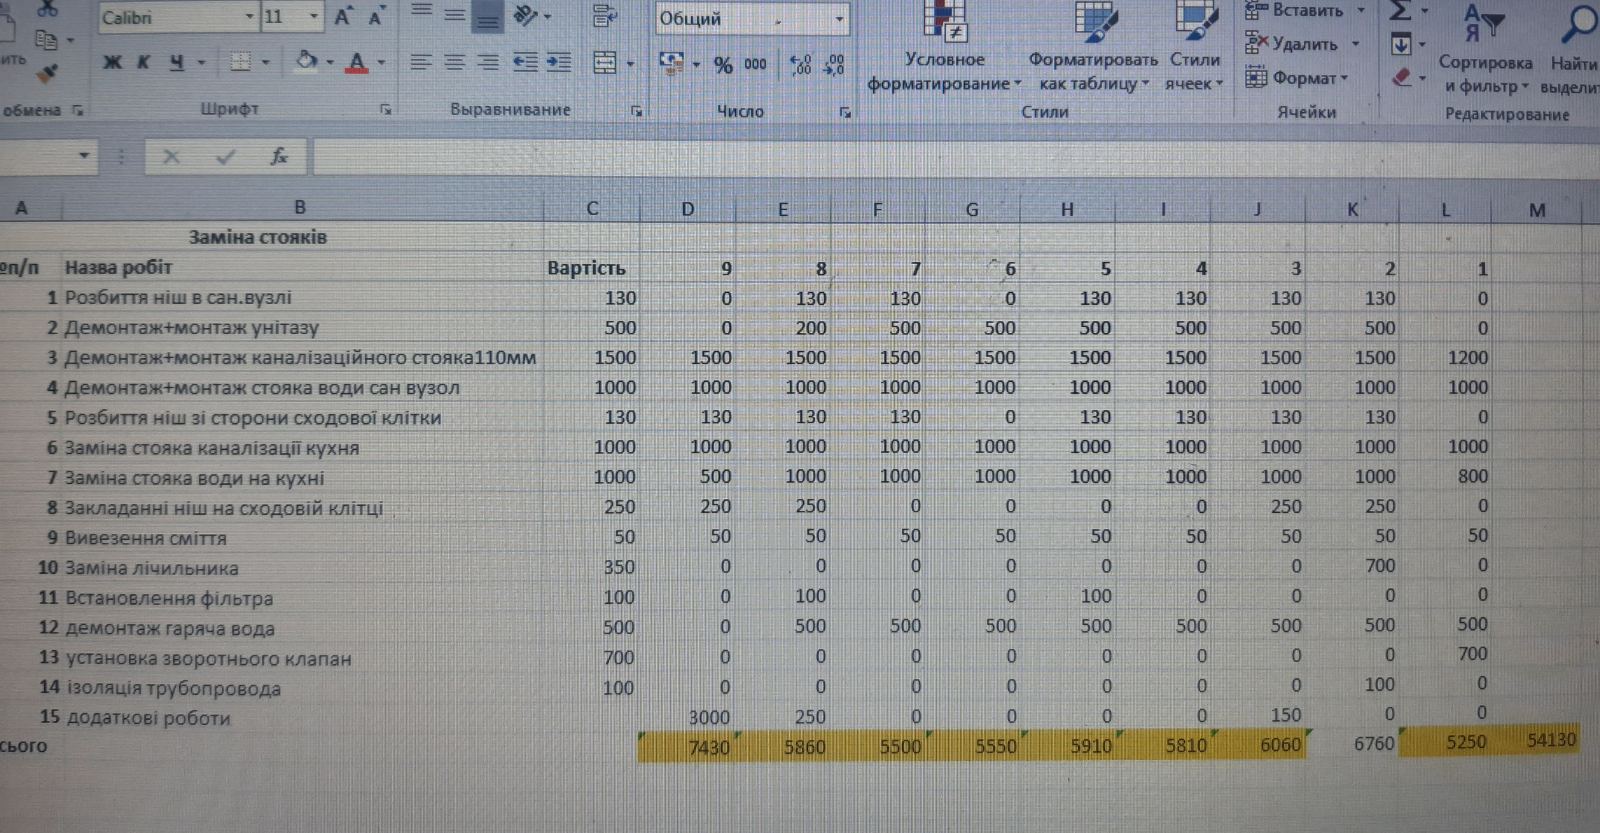 Calibri 11 Общий
Ж К Ч % 000
Условное форматирование Форматировать как таблицу Стили ячеек
Вставить
Удалить
Формат
Сортировка и фильтр
Найти
обмена Шрифт Выравнивание Число Стили Ячейки Редактирование
fx
A B C D E F G H I J K L M
Заміна стояків
п/п Назва робіт Вартість 9 8 7 6 5 4 3 2 1
1 Розбиття ніш в сан.вузлі 130 0 130 130 0 130 130 130 130 0
2 Демонтаж+монтаж унітазу 500 0 200 500 500 500 500 500 500 0
3 Демонтаж+монтаж каналізаційного стояка110мм 1500 1500 1500 1500 1500 1500 1500 1500 1500 1200
4 Демонтаж+монтаж стояка води сан вузол 1000 1000 1000 1000 1000 1000 1000 1000 1000 1000
5 Розбиття ніш зі сторони сходової клітки 130 130 130 130 0 130 130 130 130 0
6 Заміна стояка каналізації кухня 1000 1000 1000 1000 1000 1000 1000 1000 1000 1000
7 Заміна стояка води на кухні 1000 500 1000 1000 1000 1000 1000 1000 1000 800
8 Закладанні ніш на сходовій клітці 250 250 250 0 0 0 0 250 250 0
9 Вивезення сміття 50 50 50 50 50 50 50 50 50 50
10 Заміна лічильника 350 0 0 0 0 0 0 0 700 0
11 Встановлення фільтра 100 0 100 0 0 100 0 0 0 0
12 демонтаж гаряча вода 500 0 500 500 500 500 500 500 500 500
13 установка зворотнього клапан 700 0 0 0 0 0 0 0 0 700
14 ізоляція трубопровода 100 0 0 0 0 0 0 0 100 0
15 додаткові роботи 3000 250 0 0 0 0 150 0 0
сього 7430 5860 5500 5550 5910 5810 6060 6760 5250 54130